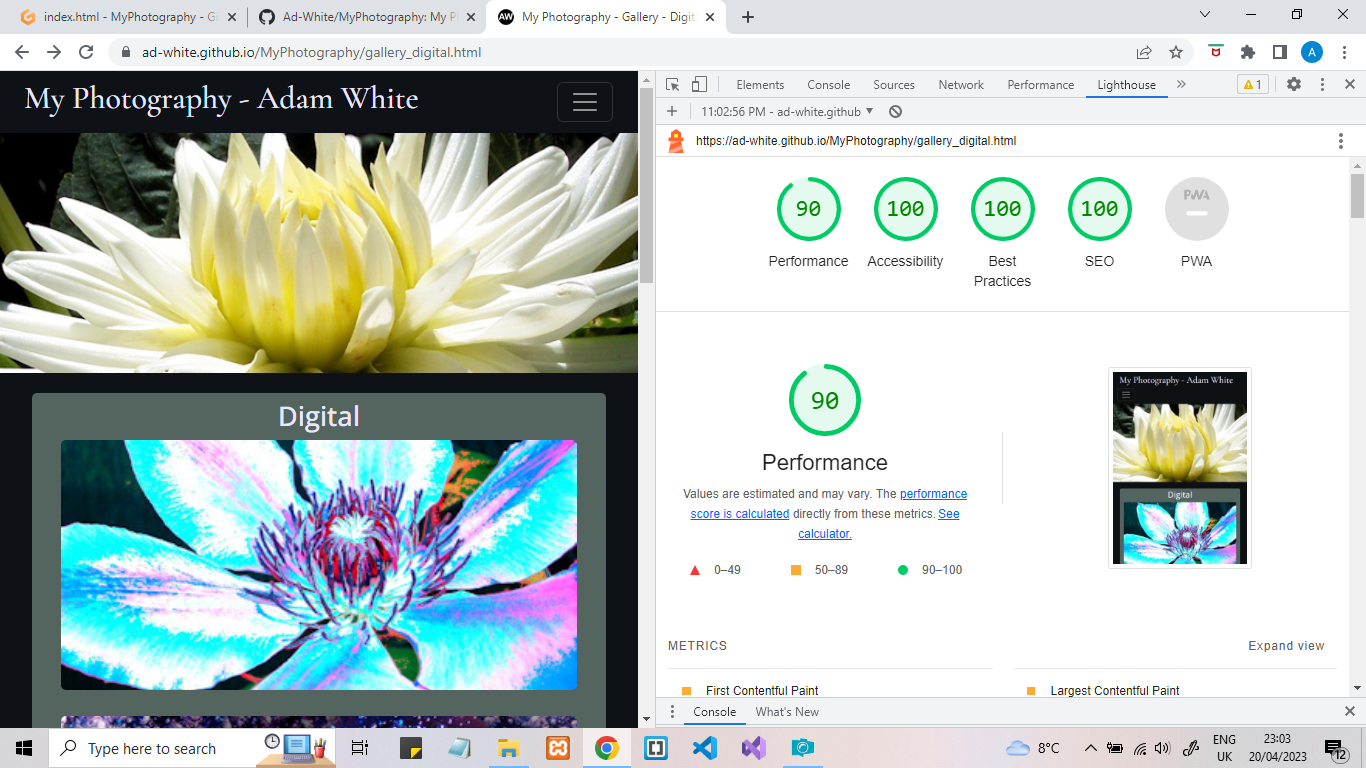 index.html - MyPhotography - Gi
Ad-White/MyPhotography: My P
AW My Photography - Gallery - Digit
ad-white.github.io/MyPhotography/gallery_digital.html
A
My Photography - Adam White
Elements Console Sources Network Performance Lighthouse » 1
11:02:56 PM - ad-white.github
https://ad-white.github.io/MyPhotography/gallery_digital.html
90 100 100 100 PWA
Performance Accessibility Best Practices SEO PWA
90
Performance
Values are estimated and may vary. The performance
score is calculated directly from these metrics. See
calculator.
0–49 50–89 90–100
My Photography - Adam White
Digital
Digital
METRICS Expand view
First Contentful Paint Largest Contentful Paint
Console What's New
Type here to search
8°C
ENG
UK
23:03
20/04/2023
12